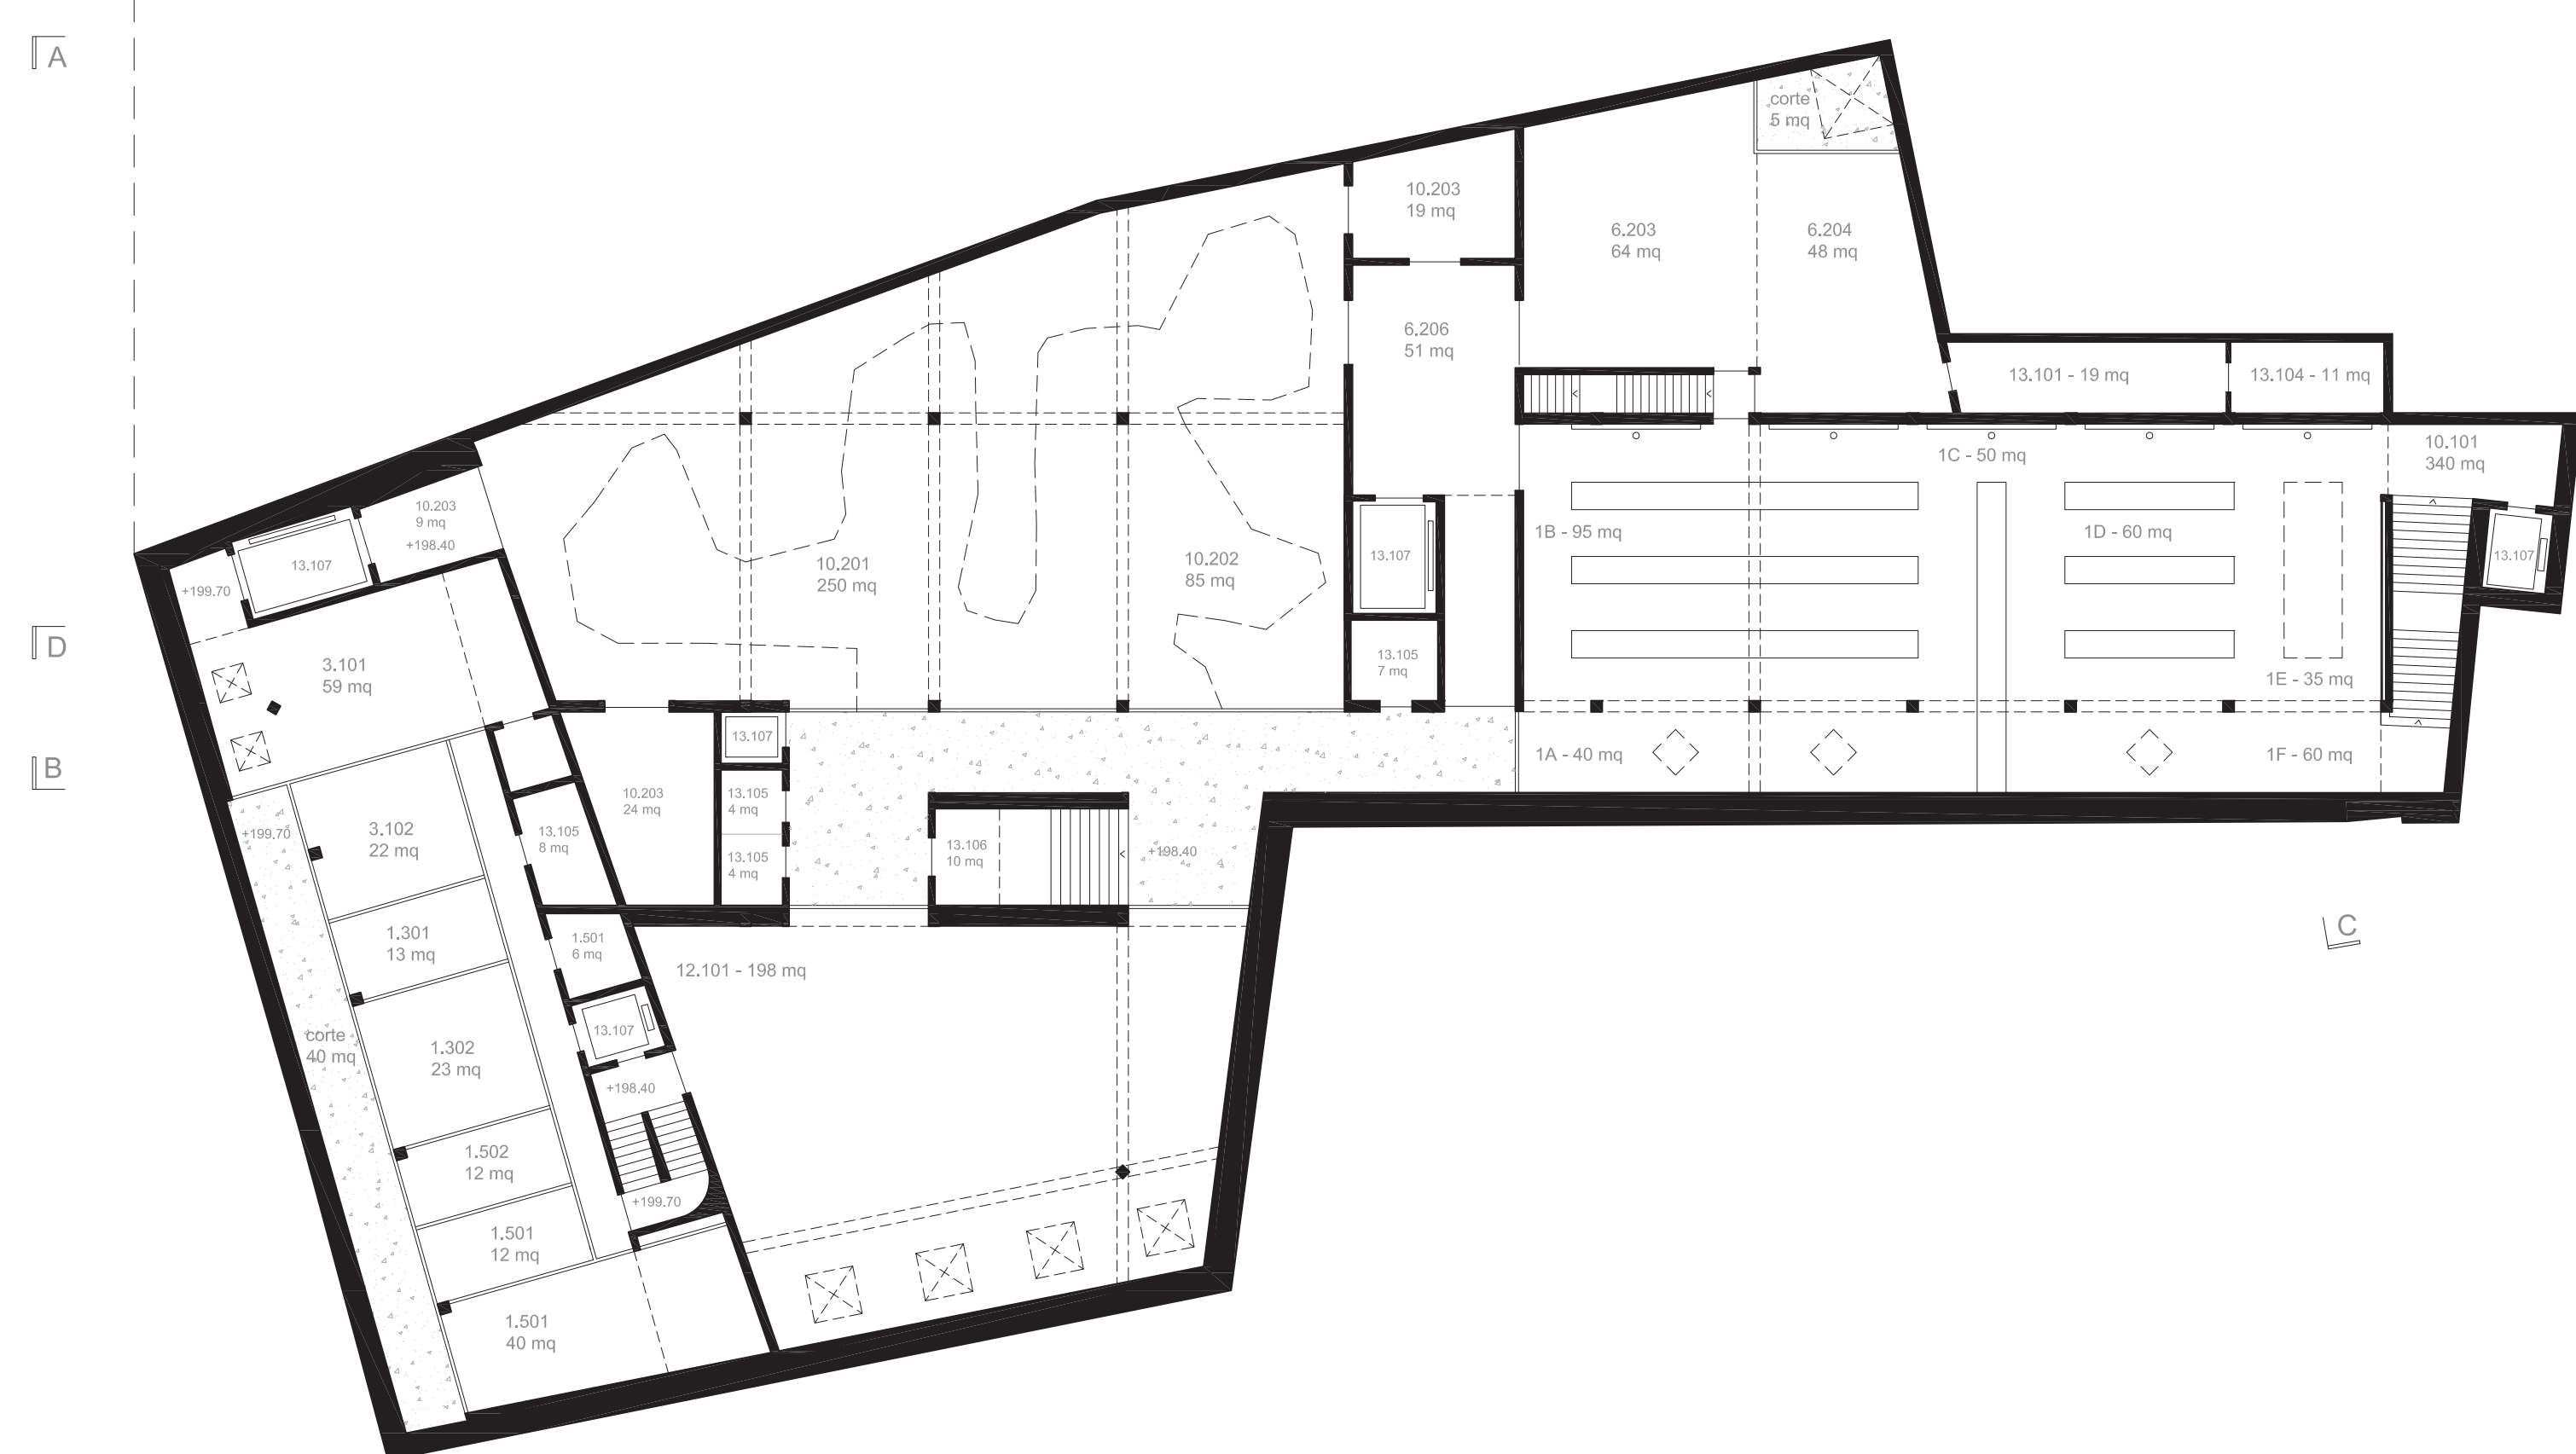 A
corte
5 mq
10.203
19 mq
6.203
64 mq
6.204
48 mq
6.206
51 mq
13.101 - 19 mq
13.104 - 11 mq
10.101
340 mq
1C - 50 mq
10.203
9 mq
+198.40
13.107
+199.70
10.201
250 mq
10.202
85 mq
13.107
1B - 95 mq
1D - 60 mq
13.107
D
3.101
59 mq
13.105
7 mq
1E - 35 mq
13.107
1A - 40 mq
1F - 60 mq
B
10.203
24 mq
13.105
4 mq
+199.70
3.102
22 mq
13.105
8 mq
13.105
4 mq
13.106
10 mq
+198.40
1.301
13 mq
1.501
6 mq
12.101 - 198 mq
C
corte
40 mq
1.302
23 mq
13.107
+198.40
1.502
12 mq
+199.70
1.501
12 mq
1.501
40 mq